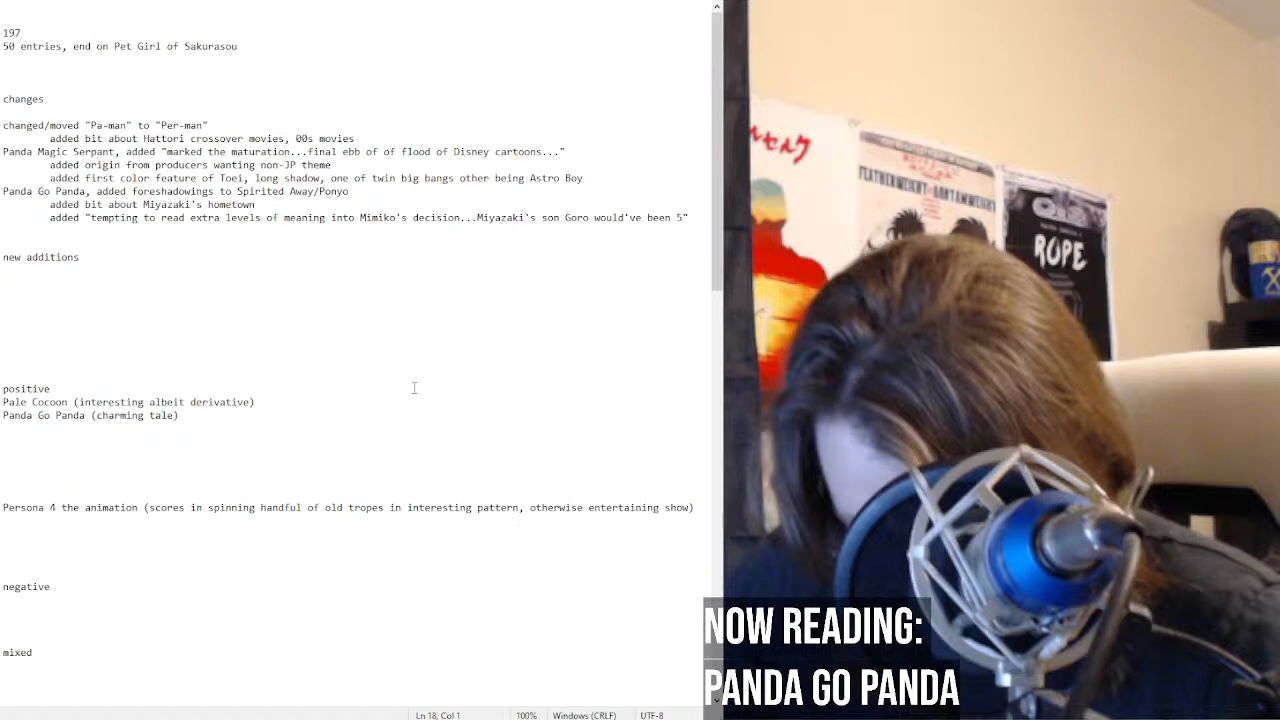 197
50 entries, end on Pet Girl of Sakurasou
changes
changed/moved "Pa-man" to "Per-man"
added bit about Hattori crossover movies, 00s movies
Panda Magic Serpant, added "marked the maturation...final ebb of of flood of Disney cartoons..."
added origin from producers wanting non-JP theme
added first color feature of Toei, long shadow, one of twin big bangs other being Astro Boy
Panda Go Panda, added foreshadowings to Spirited Away/Ponyo
added bit about Miyazaki's hometown
added "tempting to read extra levels of meaning into Mimiko's decision...Miyazaki's son Goro would've been 5"
new additions
positive
Pale Cocoon (interesting albeit derivative)
Panda Go Panda (charming tale)
Persona 4 the animation (scores in spinning handful of old tropes in interesting pattern, otherwise entertaining show)
negative
mixed
Ln 18, Col 1
100%
Windows (CRLF)
UTF-8
ルセルク
FEATHERWEIGHT
BANTAMWEIGHT
ROPE
NOW READING:
PANDA GO PANDA